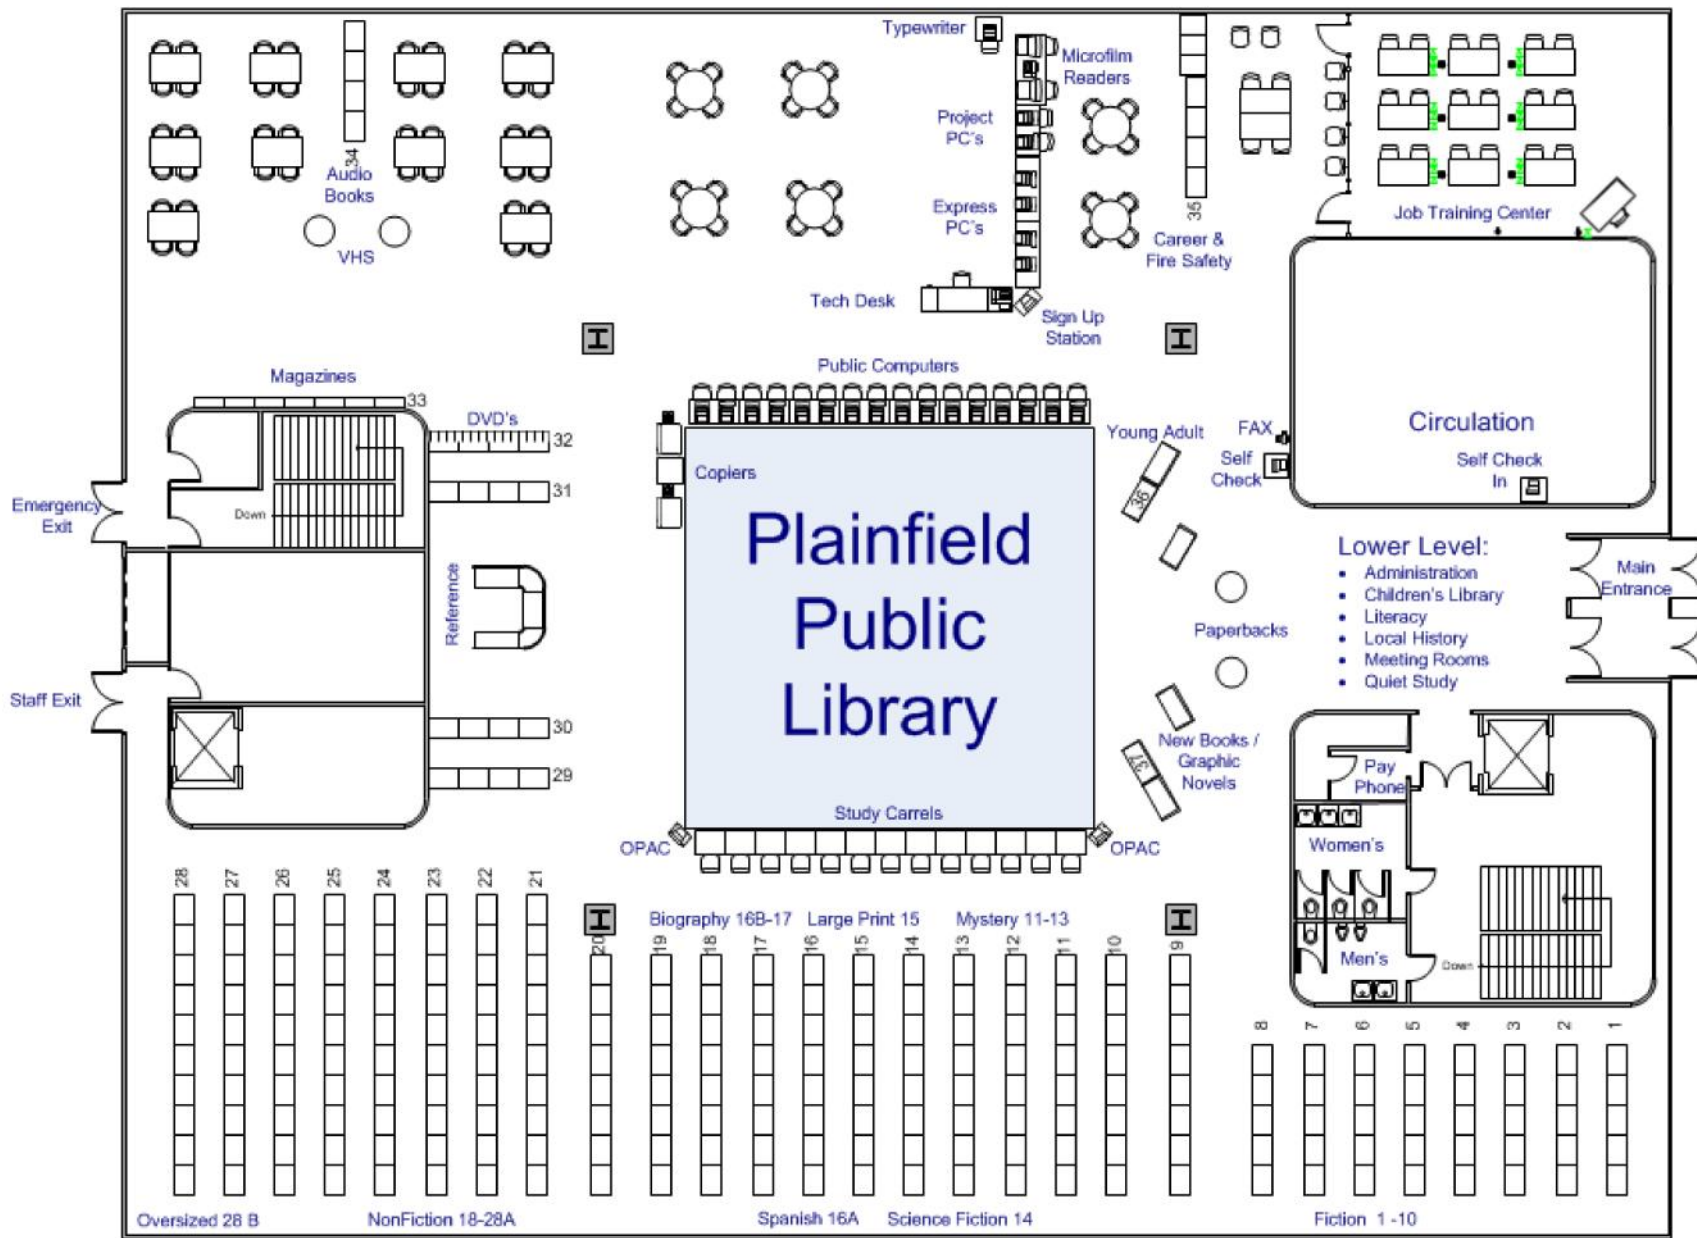 Typewriter
Microfilm
Readers
Project
PC's
34
Audio
Books
35
Express
PC's
Job Training Center
VHS
Career &
Fire Safety
Tech Desk
Sign Up
Station
Public Computers
Magazines
33
DVD's
32
Circulation
Young Adult
FAX
Self
Check
Self Check
In
Copiers
31
36
Emergency
Exit
Down
Plainfield
Public
Library
Lower Level:
• Administration
• Children's Library
• Literacy
• Local History
• Meeting Rooms
• Quiet Study
Main
Entrance
Reference
Paperbacks
Staff Exit
30
29
New Books /
Graphic
Novels
37
Pay
Phone
Study Carrels
OPAC
OPAC
Women's
28 27 26 25 24 23 22 21
Biography 16B-17 Large Print 15 Mystery 11-13
20 19 18 17 16 15 14 13 12 11 10 9
Men's
Down
8 7 6 5 4 3 2 1
Oversized 28 B
NonFiction 18-28A
Spanish 16A
Science Fiction 14
Fiction 1 -10